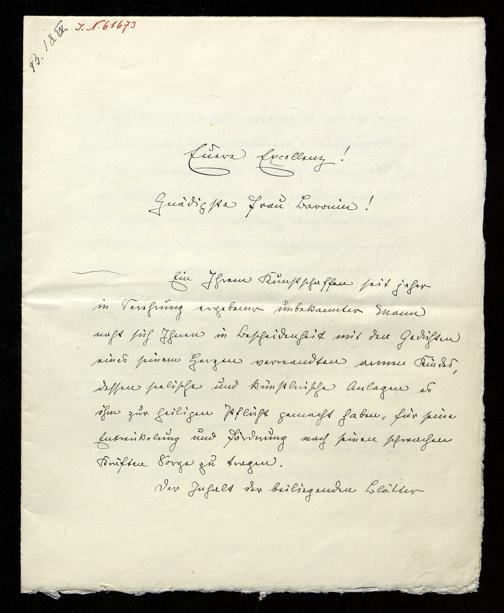 B. I 8
J. N. 61673
Euere Excellenz!
Gnädigste Frau Baronin!
Ein Ihrem Kunstschaffen seit jeher
in Verehrung ergebener unbekannter Mann
naht sich Ihnen in Bescheidenheit mit den Gedichten
eines seinem Herzen verwandten armen Kindes,
dessen seelische und künstlerische Anlagen es
ihm zur heiligen Pflicht gemacht haben, für seine
Entwickelung und Förderung nach seinen schwachen
Kräften Sorge zu tragen.
Der Inhalt der beiliegenden Blätter